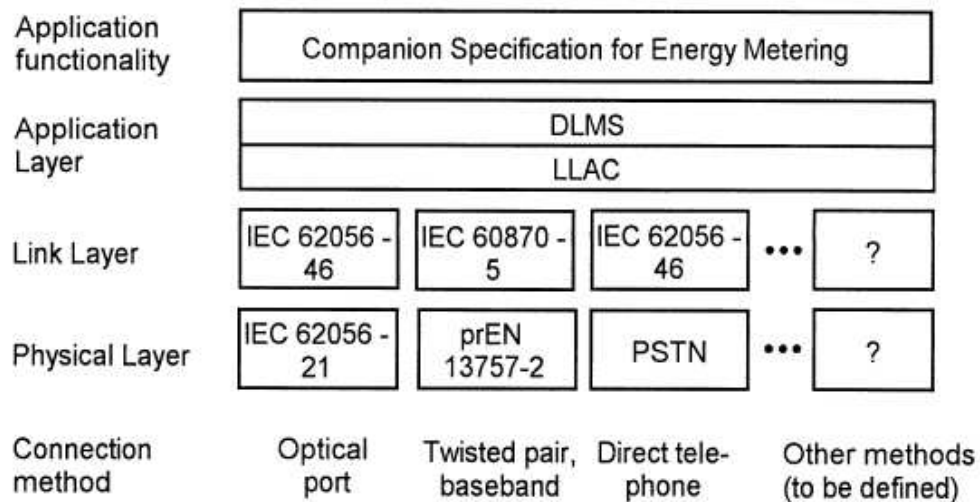 Application
functionality
Companion Specification for Energy Metering
Application
Layer
DLMS
LLAC
Link Layer
IEC 62056 -
46
IEC 60870 -
5
IEC 62056 -
46
•••
?
Physical Layer
IEC 62056 -
21
prEN
13757-2
PSTN
•••
?
Connection
method
Optical
port
Twisted pair,
baseband
Direct tele-
phone
Other methods
(to be defined)